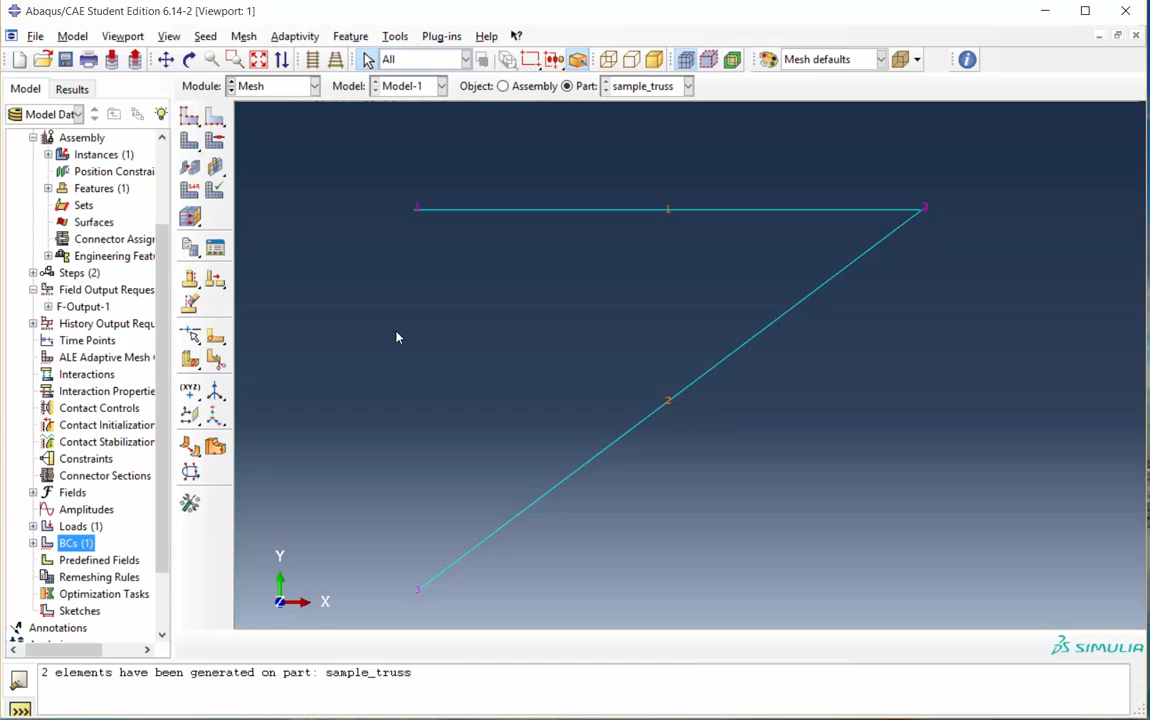 Abaqus/CAE Student Edition 6.14-2 [Viewport: 1]
File Model Viewport View Seed Mesh Adaptivity Feature Tools Plug-ins Help
All Mesh defaults
Model Results Module: Mesh Model: Model-1 Object: Assembly Part: sample_truss
Model Dat
Assembly
Instances (1)
Position Constrai
Features (1)
Sets
Surfaces
Connector Assign
Engineering Feat
Steps (2)
Field Output Reques
F-Output-1
History Output Requ
Time Points
ALE Adaptive Mesh
Interactions
Interaction Propertie
Contact Controls
Contact Initialization
Contact Stabilization
Constraints
Connector Sections
Fields
Amplitudes
Loads (1)
BCs (1)
Predefined Fields
Remeshing Rules
Optimization Tasks
Sketches
Annotations
SAR
(XYZ)
1 1 2
2
3
Y
Z X
SIMULIA
2 elements have been generated on part: sample_truss
>>>